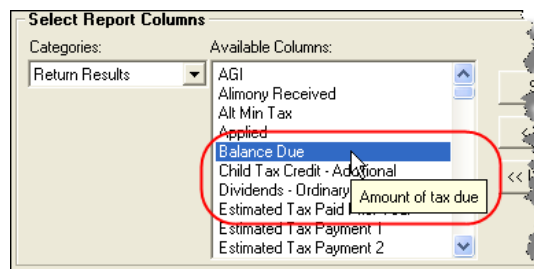 Select Report Columns
Categories:
Available Columns:
Return Results
AGI
Alimony Received
Alt Min Tax
Applied
Balance Due
Child Tax Credit - Additional
Dividends - Ordinary
Amount of tax due
Estimated Tax Paid
Estimated Tax Payment 1
Estimated Tax Payment 2
<<